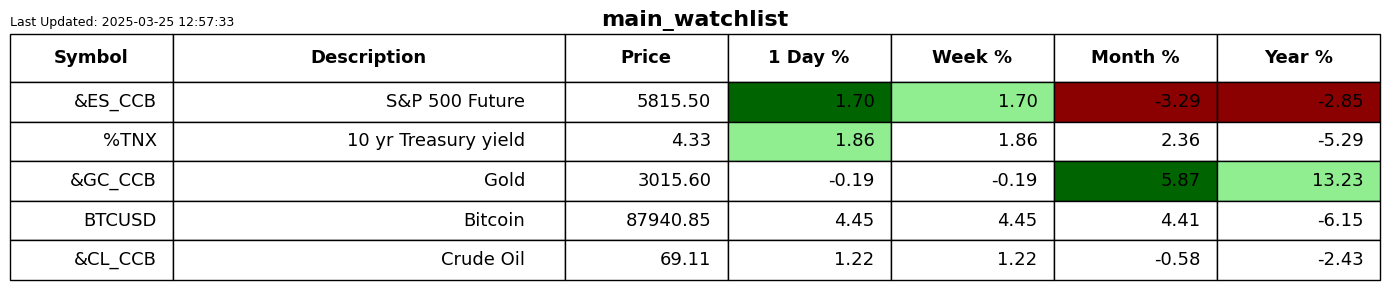 Last Updated: 2025-03-25 12:57:33
main_watchlist
Symbol Description Price 1 Day % Week % Month % Year %
&ES_CCB S&P 500 Future 5815.50 1.70 1.70 -3.29 -2.85
%TNX 10 yr Treasury yield 4.33 1.86 1.86 2.36 -5.29
&GC_CCB Gold 3015.60 -0.19 -0.19 5.87 13.23
BTCUSD Bitcoin 87940.85 4.45 4.45 4.41 -6.15
&CL_CCB Crude Oil 69.11 1.22 1.22 -0.58 -2.43